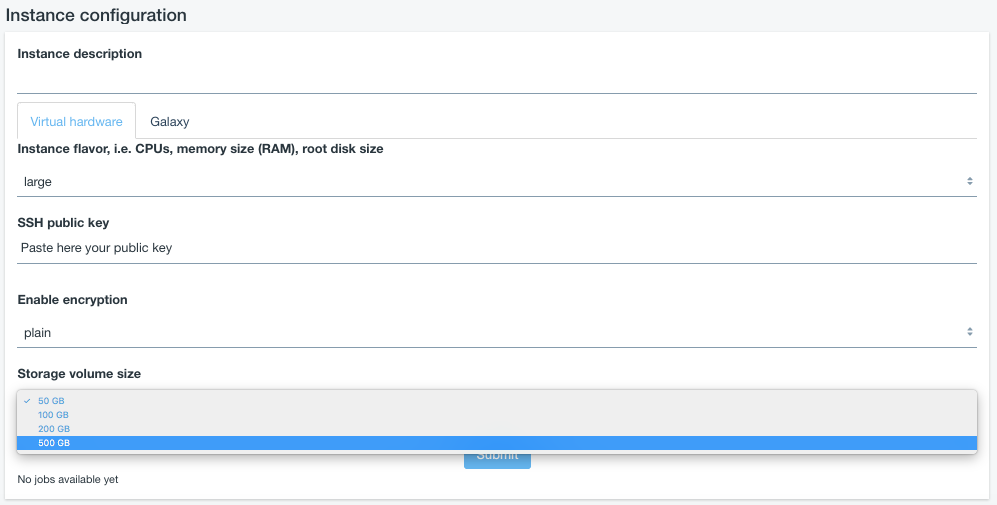 Instance configuration
Instance description
Virtual hardware Galaxy
Instance flavor, i.e. CPUs, memory size (RAM), root disk size
large
SSH public key
Paste here your public key
Enable encryption
plain
Storage volume size
50 GB
100 GB
200 GB
500 GB
Submit
No jobs available yet